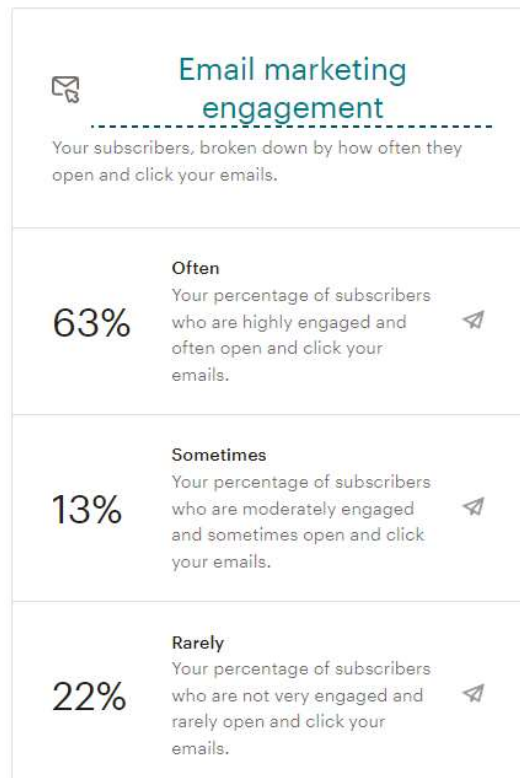 Email marketing
engagement
Your subscribers, broken down by how often they
open and click your emails.
63%
Often
Your percentage of subscribers
who are highly engaged and
often open and click your
emails.
13%
Sometimes
Your percentage of subscribers
who are moderately engaged
and sometimes open and click
your emails.
22%
Rarely
Your percentage of subscribers
who are not very engaged and
rarely open and click your
emails.